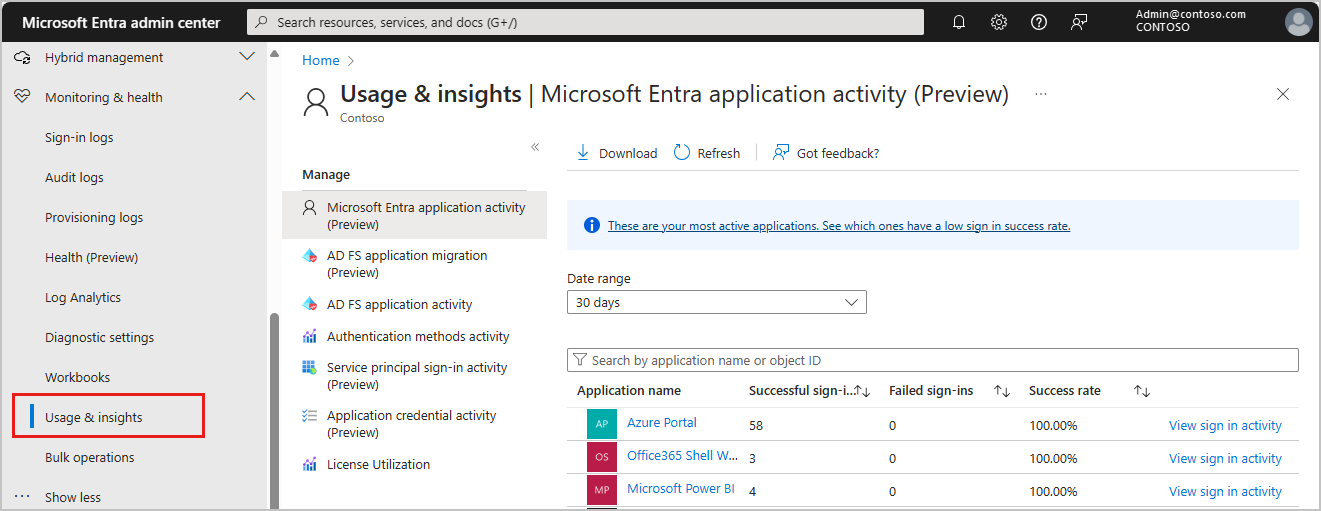 Microsoft Entra admin center
Search resources, services, and docs (G+/)
Admin@contoso.com
CONTOSO
Hybrid management
Monitoring & health
Sign-in logs
Audit logs
Provisioning logs
Health (Preview)
Log Analytics
Diagnostic settings
Workbooks
Usage & insights
Bulk operations
Show less
Home
Usage & insights | Microsoft Entra application activity (Preview)
Contoso
Manage
Microsoft Entra application activity
(Preview)
AD FS application migration
(Preview)
AD FS application activity
Authentication methods activity
Service principal sign-in activity
(Preview)
Application credential activity
(Preview)
License Utilization
Download Refresh Got feedback?
These are your most active applications. See which ones have a low sign in success rate.
Date range
30 days
Search by application name or object ID
Application name Successful sign-i... Failed sign-ins Success rate
AP Azure Portal 58 0 100.00% View sign in activity
OS Office365 Shell W... 3 0 100.00% View sign in activity
MP Microsoft Power BI 4 0 100.00% View sign in activity